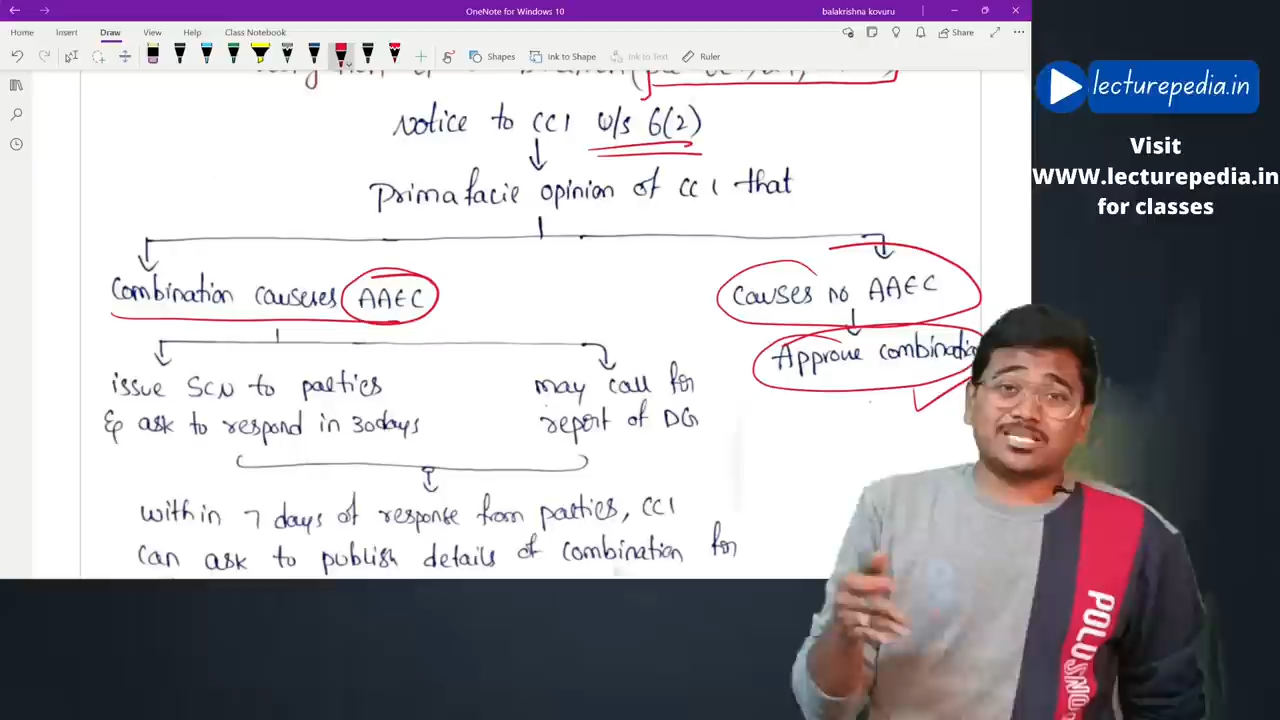 OneNote for Windows 10
balakrishna kovuru
Home Insert Draw View Help Class Notebook
Share
Shapes Ink to Shape Ink to Text Ruler
Notice to CCI u/s 6(2)
Primafacie opinion of CCI that
Combination causeres AAEC
Causes no AAEC
Approve combination
issue SCN to parties
& ask to respond in 30days
may call for
report of DG
within 7 days of response from parties, CCI
can ask to publish details of combination for
lecturepedia.in
Visit
WWW.lecturepedia.in
for classes
POLU